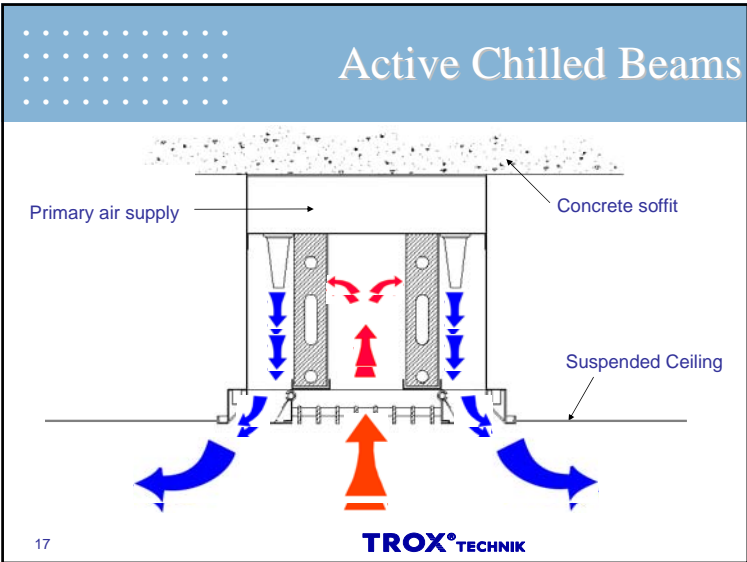 Active Chilled Beams
Primary air supply
Concrete soffit
Suspended Ceiling
17
TROX® TECHNIK